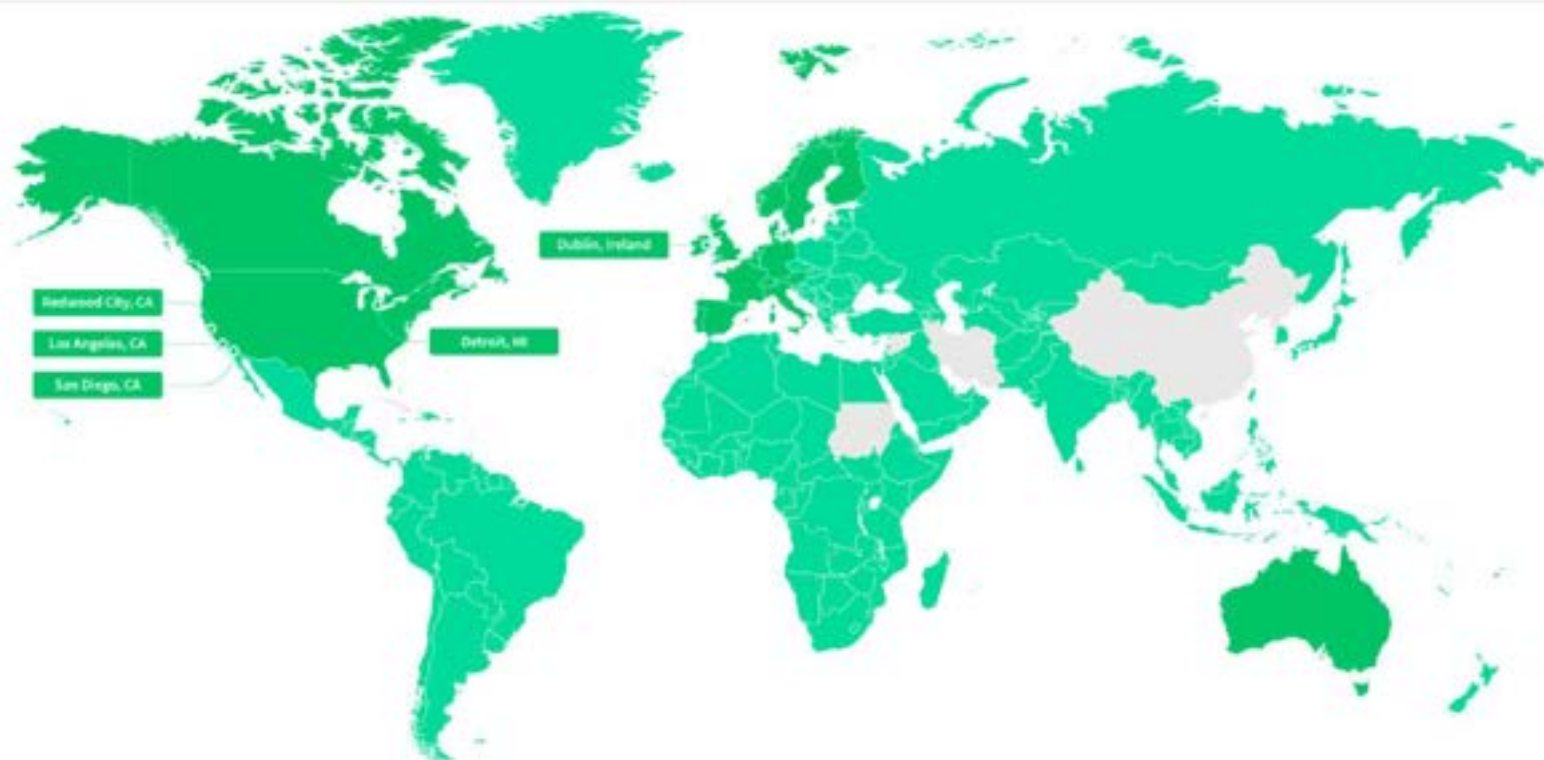 Dublin, Ireland
Redwood City, CA
Los Angeles, CA
San Diego, CA
Detroit, MI